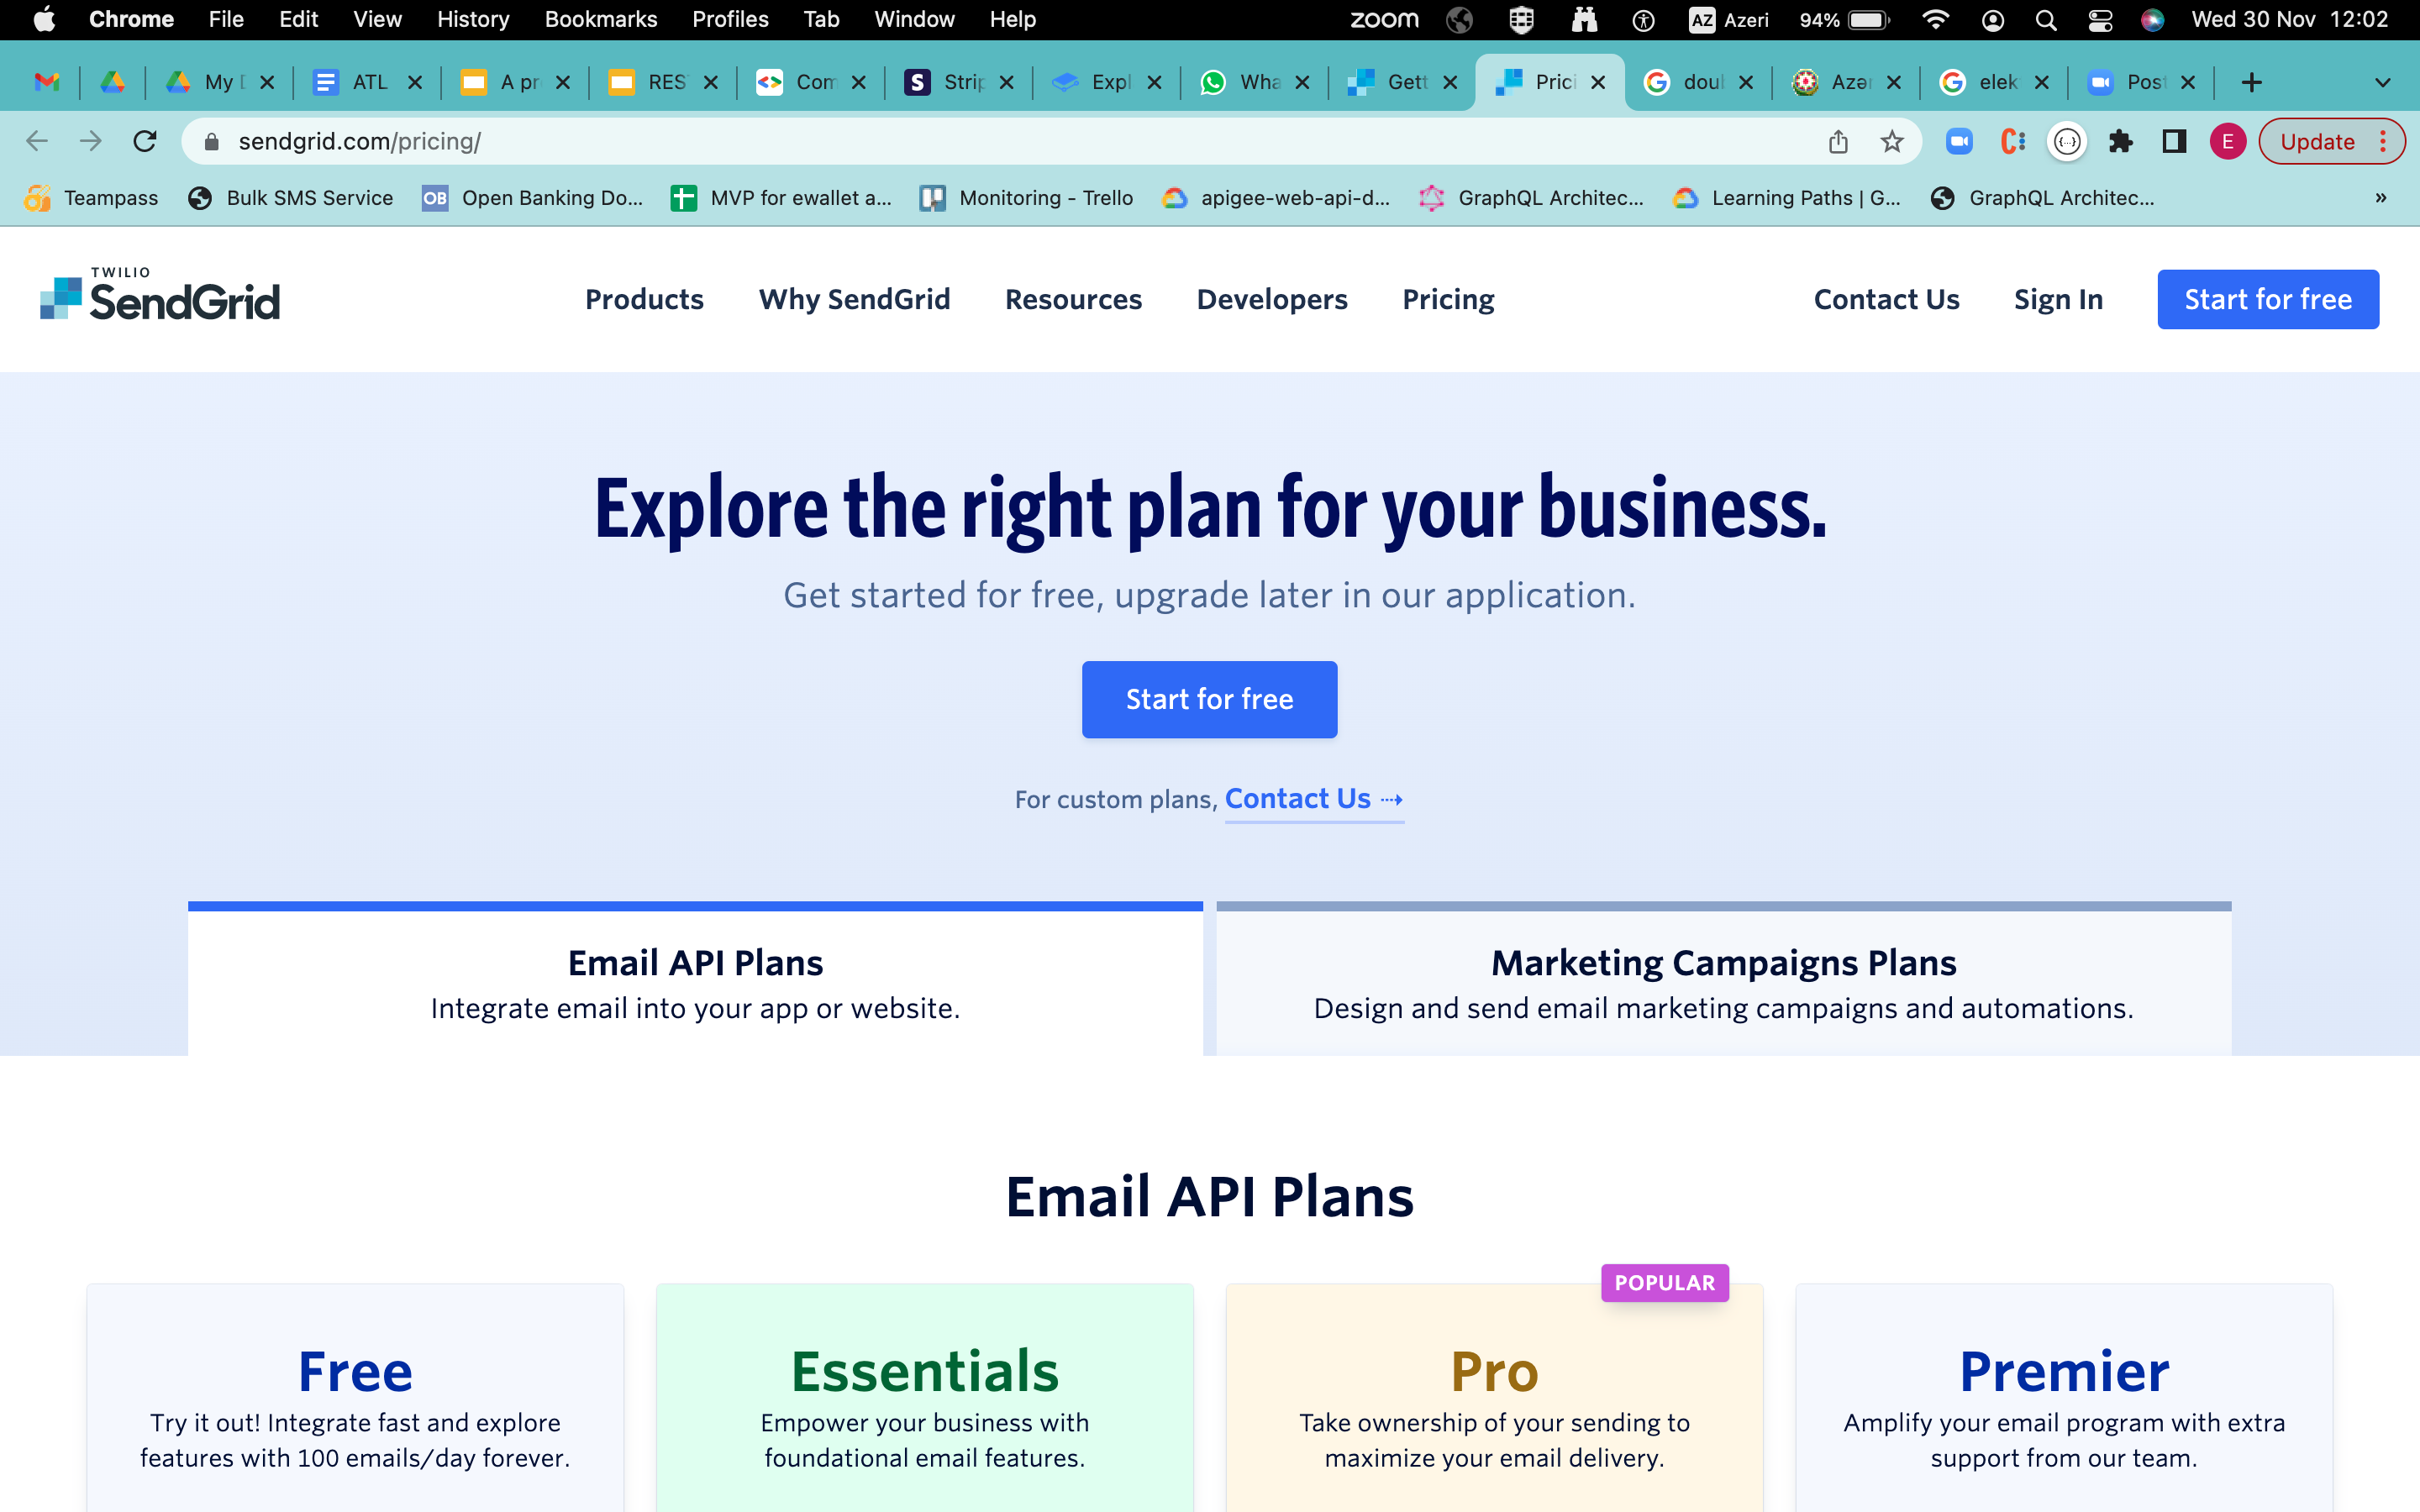 Chrome File Edit View History Bookmarks Profiles Tab Window Help zoom AZ Azeri 94% Wed 30 Nov 12:02
My ATL A pr RES Com Strip Expl Wha Gett Prici doul Azər elek Post
sendgrid.com/pricing/ E Update
Teampass Bulk SMS Service OB Open Banking Do... MVP for ewallet a... Monitoring - Trello apigee-web-api-d... GraphQL Architec... Learning Paths | G... GraphQL Architec... »
TWILIO
SendGrid
Products Why SendGrid Resources Developers Pricing Contact Us Sign In Start for free
Explore the right plan for your business.
Get started for free, upgrade later in our application.
Start for free
For custom plans, Contact Us
Email API Plans
Integrate email into your app or website.
Marketing Campaigns Plans
Design and send email marketing campaigns and automations.
Email API Plans
Free
Try it out! Integrate fast and explore
features with 100 emails/day forever.
Essentials
Empower your business with
foundational email features.
POPULAR
Pro
Take ownership of your sending to
maximize your email delivery.
Premier
Amplify your email program with extra
support from our team.